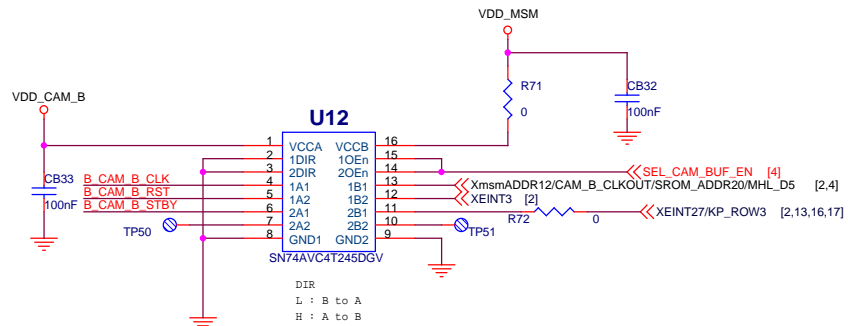 VDD_MSM
R71
0
CB32
100nF
VDD_CAM_B
CB33
100nF
U12
1 VCCA VCCB 16
2 1DIR 1OEn 15
3 2DIR 2OEn 14
4 1A1 1B1 13
5 1A2 1B2 12
6 2A1 2B1 11
7 2A2 2B2 10
8 GND1 GND2 9
SN74AVC4T245DGV
B_CAM_B_CLK
B_CAM_B_RST
B_CAM_B_STBY
TP50
SEL_CAM_BUF_EN [4]
XmsmADDR12/CAM_B_CLKOUT/SROM_ADDR20/MHL_D5 [2,4]
XEINT3 [2]
R72 0
XEINT27/KP_ROW3 [2,13,16,17]
TP51
DIR
L : B to A
H : A to B